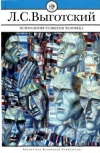 Л.С.ВЫГОТСКИЙ
ПСИХОЛОГИЯ РАЗВИТИЯ ЧЕЛОВЕКА